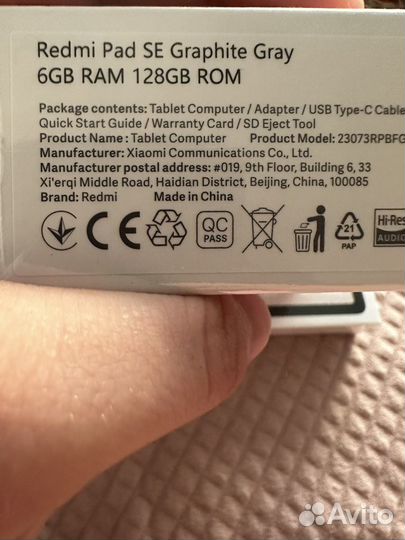 Redmi Pad SE Graphite Gray
6GB RAM 128GB ROM
Package contents: Tablet Computer / Adapter / USB Type-C Cable
Quick Start Guide / Warranty Card / SD Eject Tool
Product Name: Tablet Computer Product Model: 23073RPBFG
Manufacturer: Xiaomi Communications Co., Ltd.
Manufacturer postal address: #019, 9th Floor, Building 6, 33
Xi'erqi Middle Road, Haidian District, Beijing, China, 100085
Brand: Redmi Made in China
CE QC PASS 21 PAP Hi-Res AUDIO
Avito